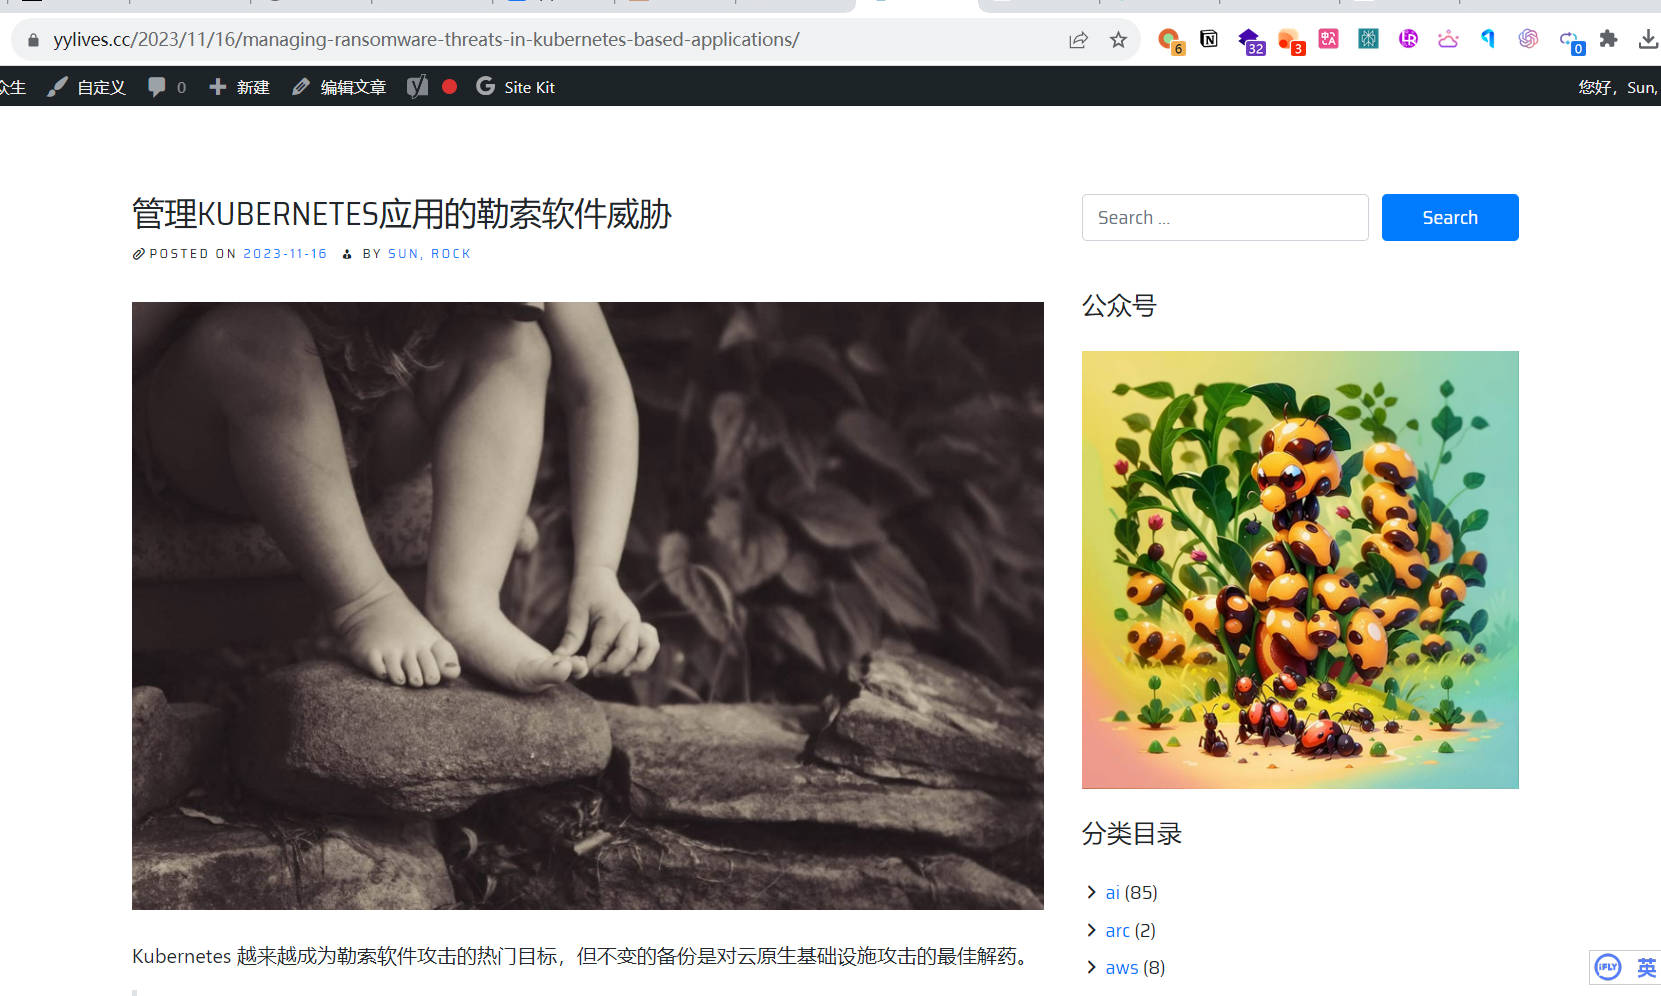 yylives.cc/2023/11/16/managing-ransomware-threats-in-kubernetes-based-applications/
6
32
3
0
众生 自定义 0 新建 编辑文章 Site Kit 您好，Sun,
管理KUBERNETES应用的勒索软件威胁
POSTED ON 2023-11-16 BY SUN, ROCK
Search ...
Search
公众号
分类目录
ai (85)
arc (2)
aws (8)
Kubernetes 越来越成为勒索软件攻击的热门目标，但不变的备份是对云原生基础设施攻击的最佳解药。
iFLY 英